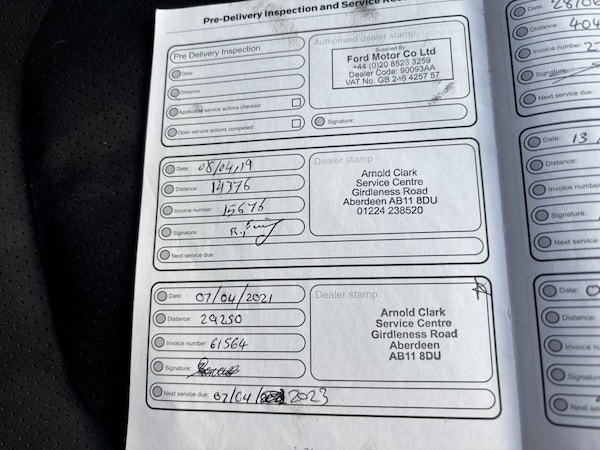 Pre-Delivery Inspection and Service
Pre Delivery Inspection
Date:
Distance:
Applicable service actions checked:
Open service actions completed:
Authorised dealer stamp
Supplied By
Ford Motor Co Ltd
+44 (0)20 8526 3259
Dealer Code: 90093AA
VAT No. GB 246 4257 57
Signature:
Date: 08/04/19
Distance: 14376
Invoice number: 15676
Signature:
Next service due:
Dealer stamp
Arnold Clark
Service Centre
Girdleness Road
Aberdeen AB11 8DU
01224 238520
Date: 07/04/2021
Distance: 29250
Invoice number: 61564
Signature:
Next service due: 07/04/ 2023
Dealer stamp
Arnold Clark
Service Centre
Girdleness Road
Aberdeen
AB11 8DU
Date: 28/06
Distance: 404
Invoice number: 2
Signature:
Next service due:
Date: 13
Distance:
Invoice number
Signature:
Next service
Date:
Distance:
Invoice
Signature:
Next